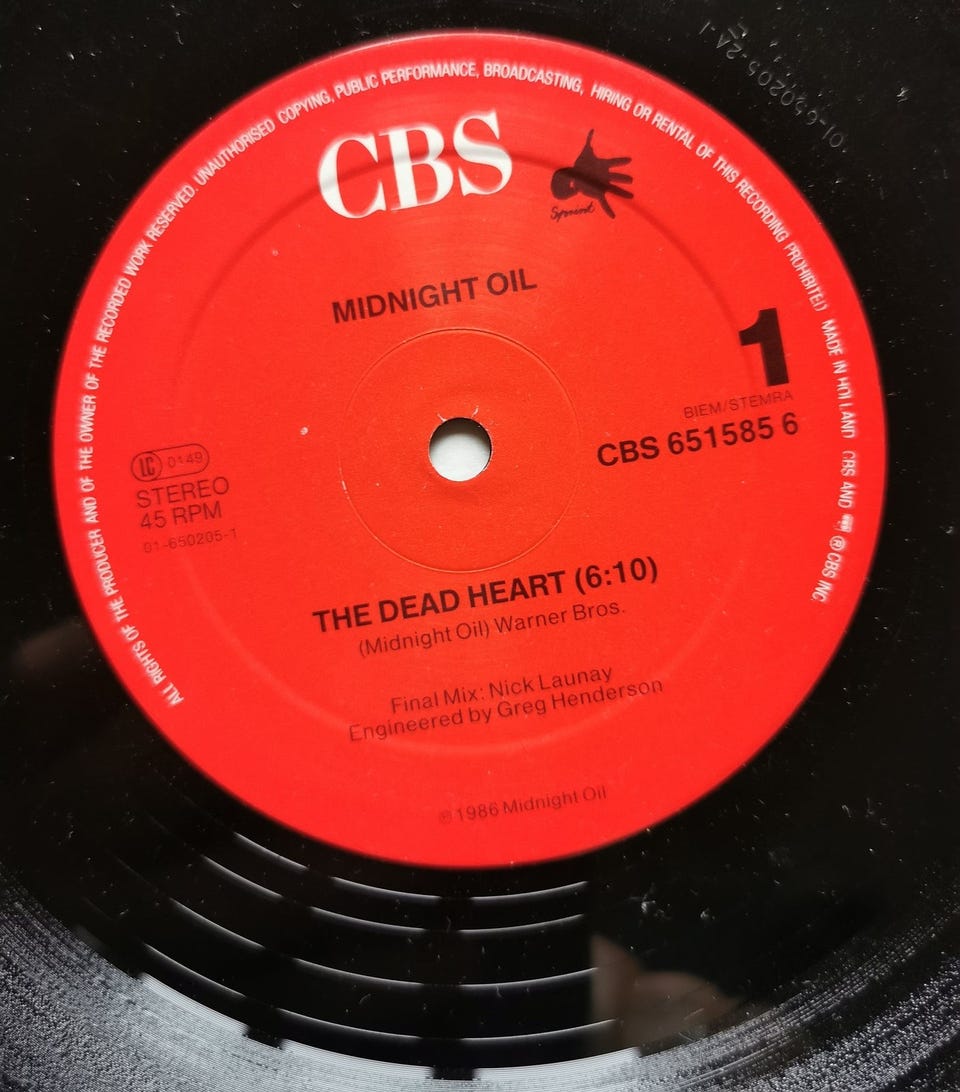 ALL RIGHTS OF THE PRODUCER AND OF THE OWNER OF THE RECORDED WORK RESERVED UNAUTHORISED COPYING, PUBLIC PERFORMANCE, BROADCASTING, HIRING OR RENTAL OF THIS RECORDING PROHIBITED MADE IN HOLLAND CBS AND ℗ CBS INC.
CBS
Sprint
MIDNIGHT OIL
1
BIEM/STEMRA
CBS 651585 6
LC 0149
STEREO
45 RPM
01-650205-1
THE DEAD HEART (6:10)
(Midnight Oil) Warner Bros.
Final Mix: Nick Launay
Engineered by Greg Henderson
℗ 1986 Midnight Oil